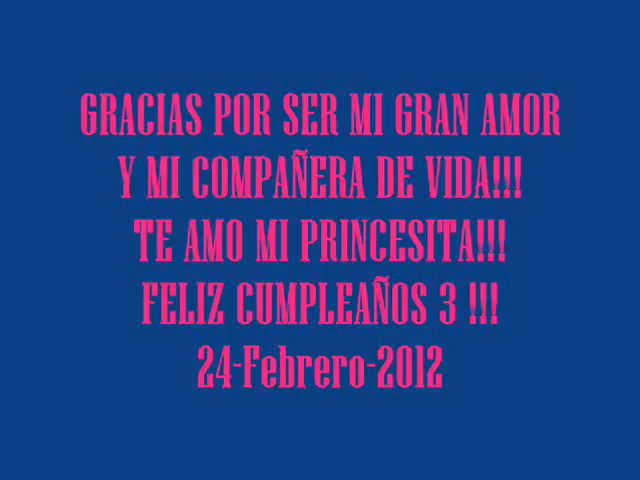 GRACIAS POR SER MI GRAN AMOR
Y MI COMPAÑERA DE VIDA!!!
TE AMO MI PRINCESITA!!!
FELIZ CUMPLEAÑOS 3 !!!
24-Febrero-2012